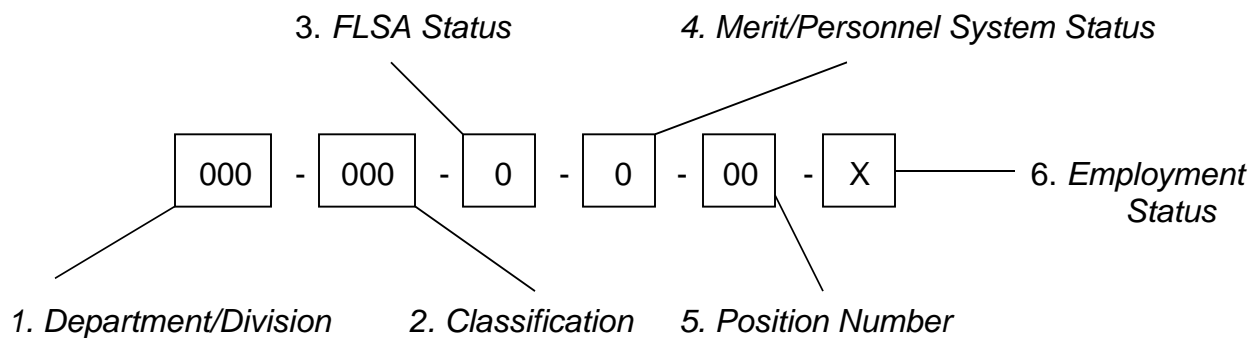 3. FLSA Status
4. Merit/Personnel System Status
000 - 000 - 0 - 0 - 00 - X
6. Employment
Status
1. Department/Division
2. Classification
5. Position Number